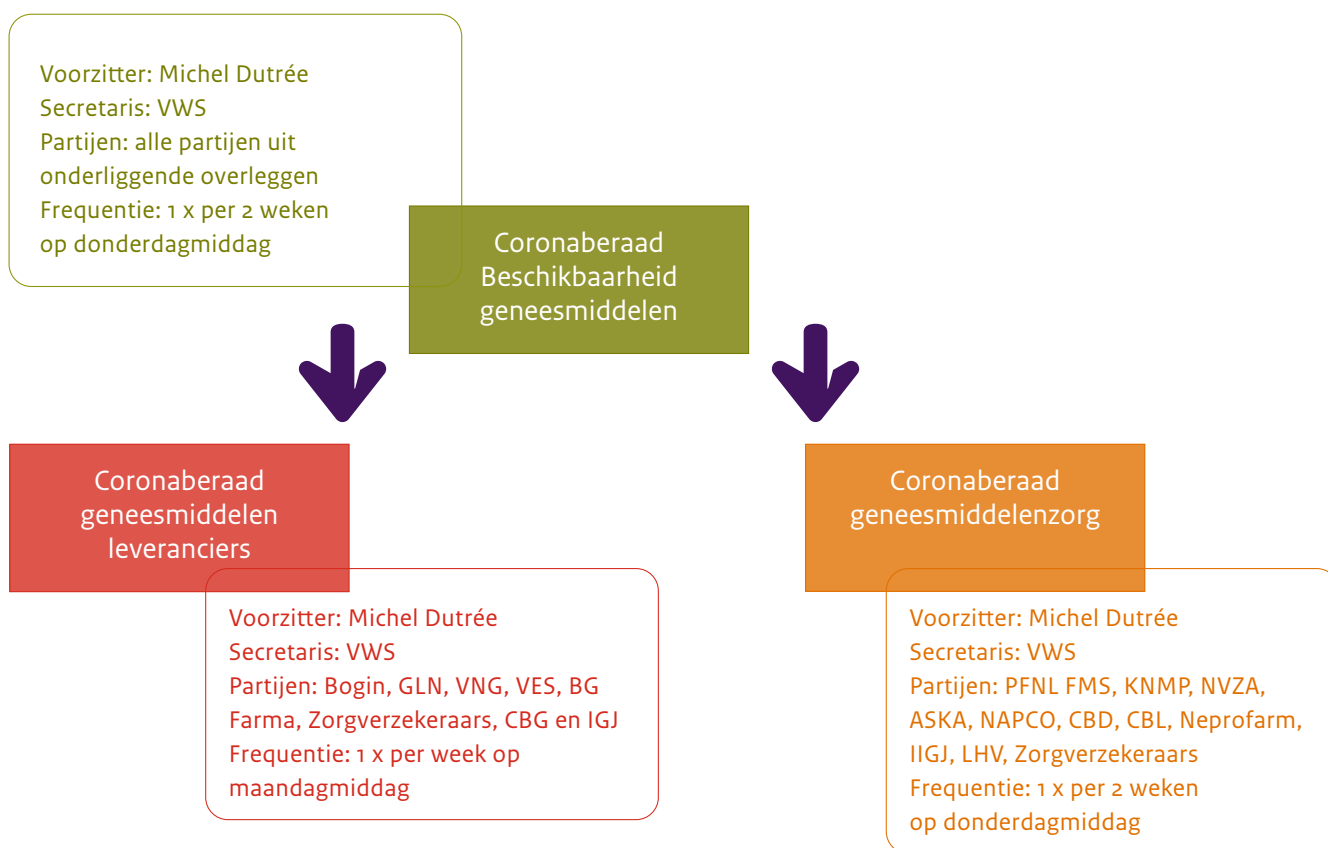 Voorzitter: Michel Dutrée
Secretaris: VWS
Partijen: alle partijen uit
onderliggende overleggen
Frequentie: 1 x per 2 weken
op donderdagmiddag
Coronaberaad
Beschikbaarheid
geneesmiddelen
Coronaberaad
geneesmiddelen
leveranciers
Voorzitter: Michel Dutrée
Secretaris: VWS
Partijen: Bogin, GLN, VNG, VES, BG
Farma, Zorgverzekeraars, CBG en IGJ
Frequentie: 1 x per week op
maandagmiddag
Coronaberaad
geneesmiddelenzorg
Voorzitter: Michel Dutrée
Secretaris: VWS
Partijen: PFNL FMS, KNMP, NVZA,
ASKA, NAPCO, CBD, CBL, Neprofarm,
IIGJ, LHV, Zorgverzekeraars
Frequentie: 1 x per 2 weken
op donderdagmiddag